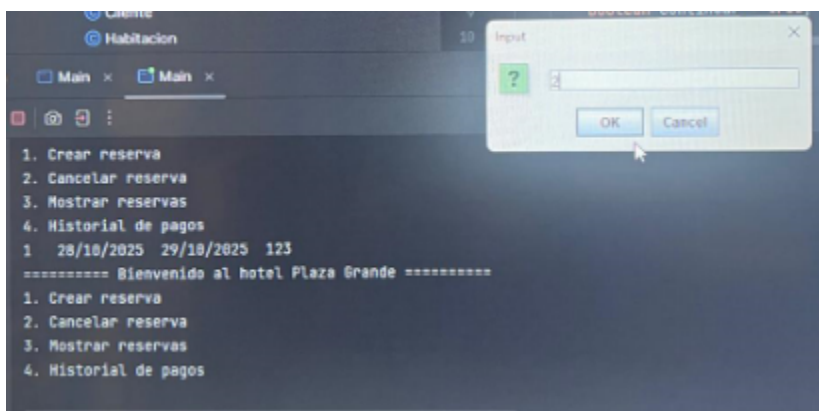 Cliente
Habitacion
9
10
Main × Main ×
1. Crear reserva
2. Cancelar reserva
3. Mostrar reservas
4. Historial de pagos
1 28/10/2025 29/10/2025 123
========== Bienvenido al hotel Plaza Grande ==========
1. Crear reserva
2. Cancelar reserva
3. Mostrar reservas
4. Historial de pagos
Input ×
?
2
OK Cancel